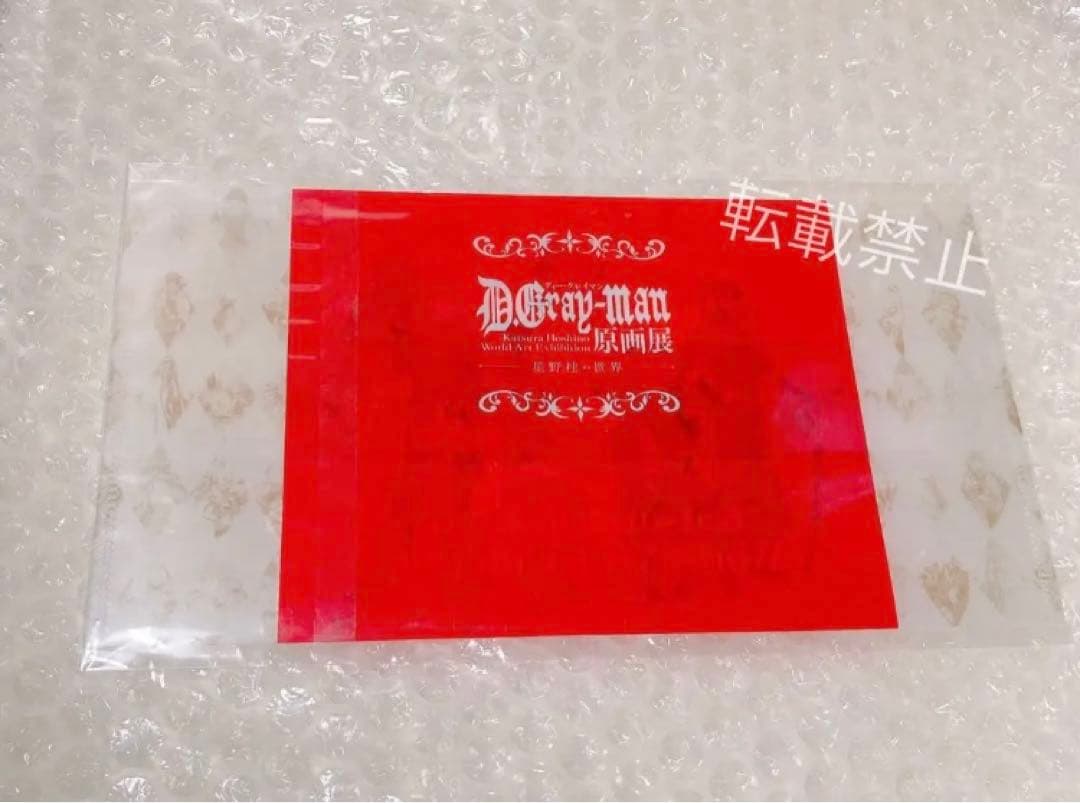 転載禁止
ディー・グレイマン
D.Gray-man
Katsura Hoshino
World Art Exhibition 原画展
星野桂の世界